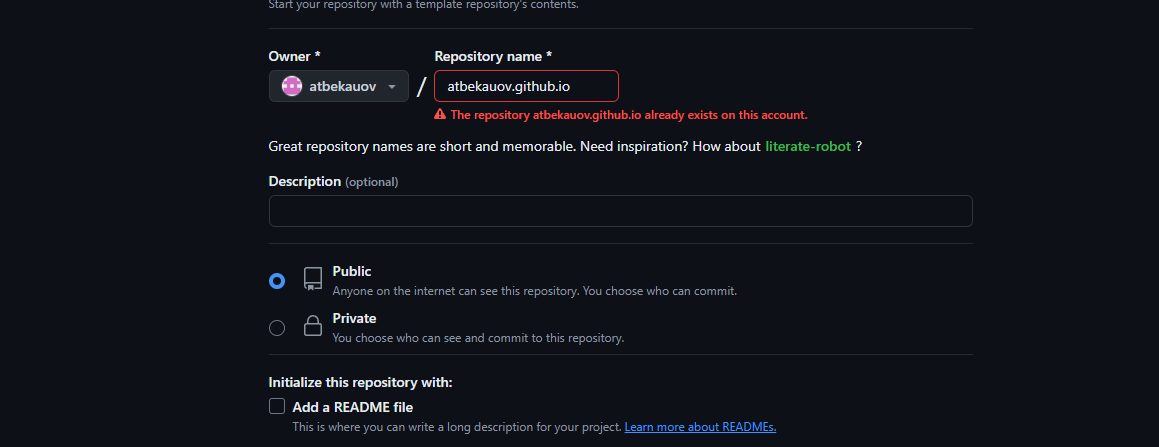 Start your repository with a template repository's contents.
Owner * Repository name *
atbekauov / atbekauov.github.io
The repository atbekauov.github.io already exists on this account.
Great repository names are short and memorable. Need inspiration? How about literate-robot ?
Description (optional)
Public
Anyone on the internet can see this repository. You choose who can commit.
Private
You choose who can see and commit to this repository.
Initialize this repository with:
Add a README file
This is where you can write a long description for your project. Learn more about READMEs.